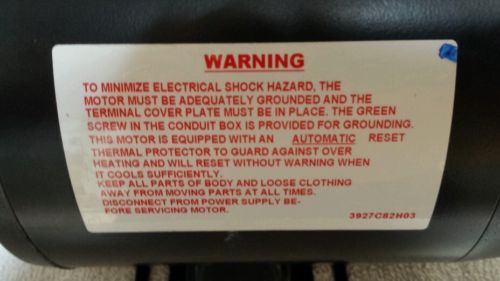 WARNING
TO MINIMIZE ELECTRICAL SHOCK HAZARD, THE
MOTOR MUST BE ADEQUATELY GROUNDED AND THE
TERMINAL COVER PLATE MUST BE IN PLACE. THE GREEN
SCREW IN THE CONDUIT BOX IS PROVIDED FOR GROUNDING.
THIS MOTOR IS EQUIPPED WITH AN AUTOMATIC RESET
THERMAL PROTECTOR TO GUARD AGAINST OVER
HEATING AND WILL RESET WITHOUT WARNING WHEN
IT COOLS SUFFICIENTLY.
KEEP ALL PARTS OF BODY AND LOOSE CLOTHING
AWAY FROM MOVING PARTS AT ALL TIMES.
DISCONNECT FROM POWER SUPPLY BE-
FORE SERVICING MOTOR.
3927C82H03